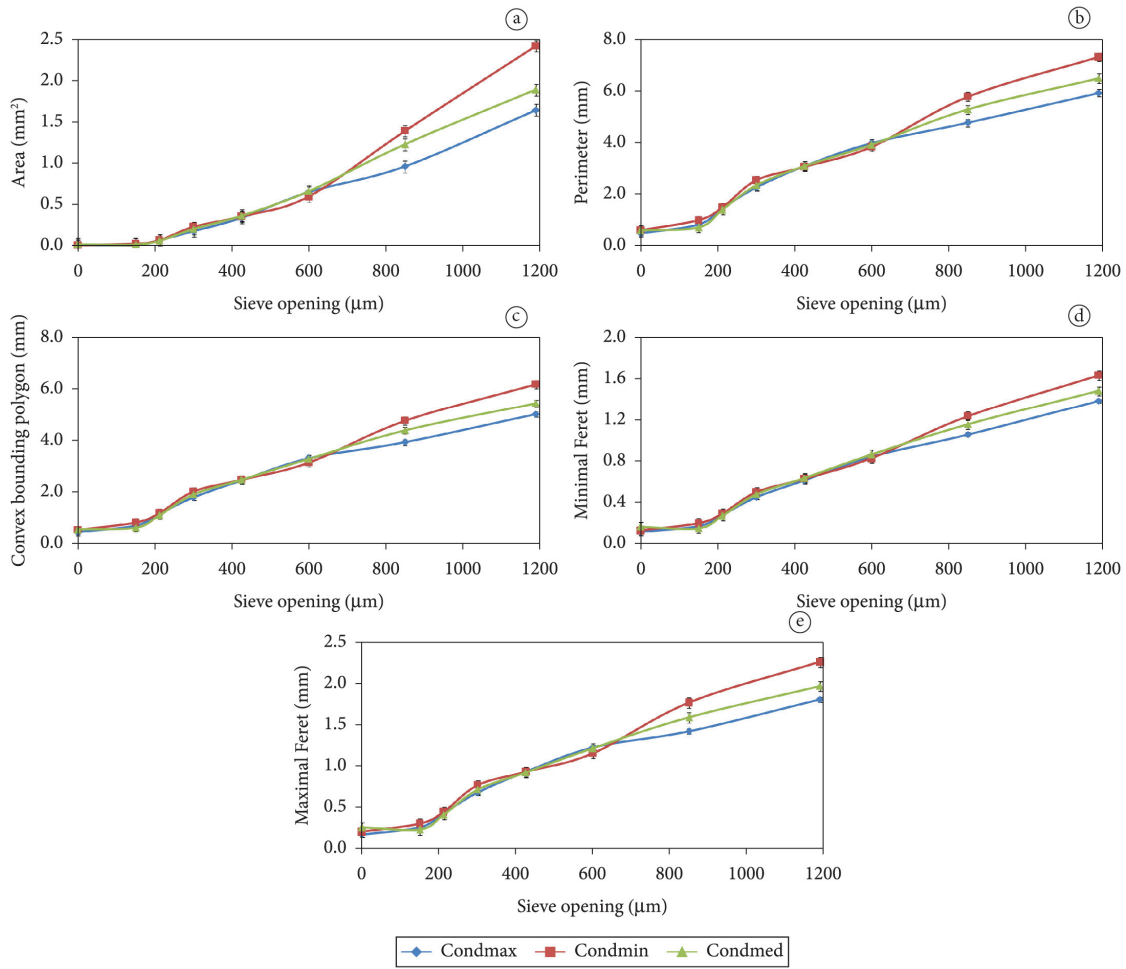 a
2.5
2.0
1.5
1.0
0.5
0.0
Area (mm²)
0 200 400 600 800 1000 1200
Sieve opening (µm)
b
8.0
6.0
4.0
2.0
0.0
Perimeter (mm)
0 200 400 600 800 1000 1200
Sieve opening (µm)
c
8.0
6.0
4.0
2.0
0.0
Convex bounding polygon (mm)
0 200 400 600 800 1000 1200
Sieve opening (µm)
d
2.0
1.6
1.2
0.8
0.4
0.0
Minimal Feret (mm)
0 200 400 600 800 1000 1200
Sieve opening (µm)
e
2.5
2.0
1.5
1.0
0.5
0.0
Maximal Feret (mm)
0 200 400 600 800 1000 1200
Sieve opening (µm)
Condmax Condmin Condmed